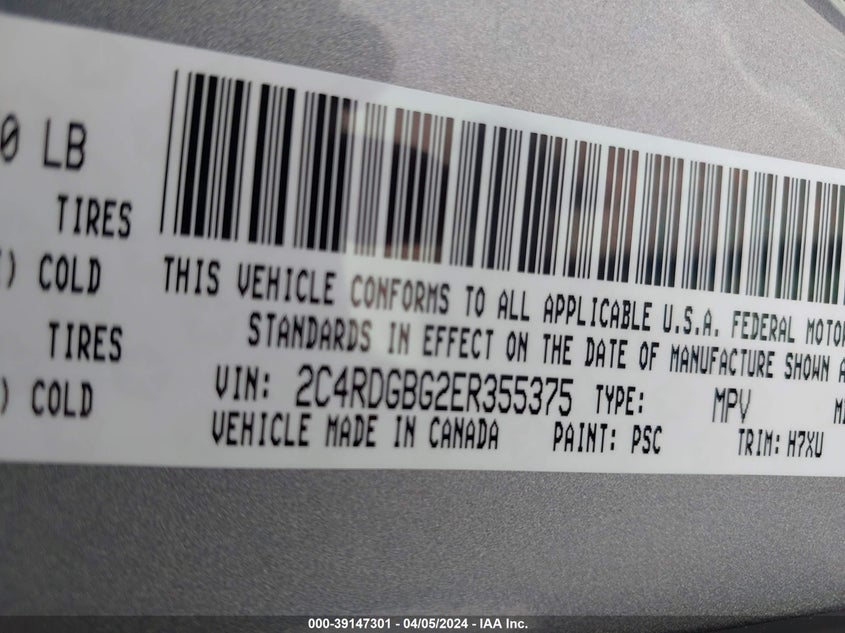 0 LB
TIRES
) COLD
THIS VEHICLE CONFORMS TO ALL APPLICABLE U.S.A. FEDERAL MOTOR
STANDARDS IN EFFECT ON THE DATE OF MANUFACTURE SHOWN A
TIRES
VIN: 2C4RDGBG2ER355375 TYPE: MPV
) COLD
VEHICLE MADE IN CANADA PAINT: PSC TRIM: H7XU
000-39147301 - 04/05/2024 - IAA Inc.